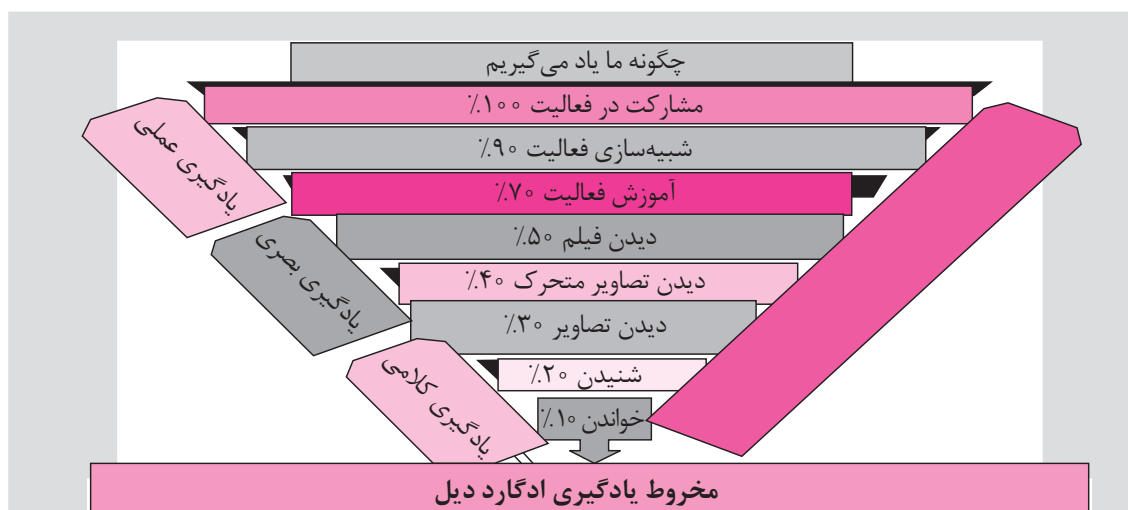 چگونه ما یاد می‌گیریم
مشارکت در فعالیت ۱۰۰٪
شبیه‌سازی فعالیت ۹۰٪
آموزش فعالیت ۷۰٪
دیدن فیلم ۵۰٪
دیدن تصاویر متحرک ۴۰٪
دیدن تصاویر ۳۰٪
شنیدن ۲۰٪
خواندن ۱۰٪
یادگیری عملی
یادگیری بصری
یادگیری کلامی
مخروط یادگیری ادگارد دیل